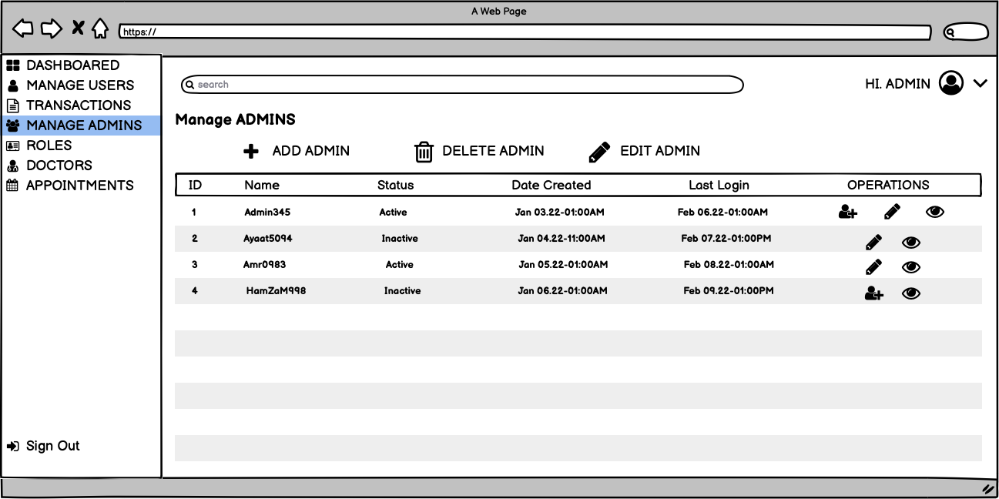 A Web Page
https://
DASHBOARED
MANAGE USERS
TRANSACTIONS
MANAGE ADMINS
ROLES
DOCTORS
APPOINTMENTS
Sign Out
search
HI. ADMIN
Manage ADMINS
ADD ADMIN DELETE ADMIN EDIT ADMIN
ID Name Status Date Created Last Login OPERATIONS
1 Admin345 Active Jan 03.22-01:00AM Feb 06.22-01:00AM
2 Ayaat5094 Inactive Jan 04.22-11:00AM Feb 07.22-01:00PM
3 Amr0983 Active Jan 05.22-01:00AM Feb 08.22-01:00AM
4 HamZaM998 Inactive Jan 06.22-01:00AM Feb 09.22-01:00PM